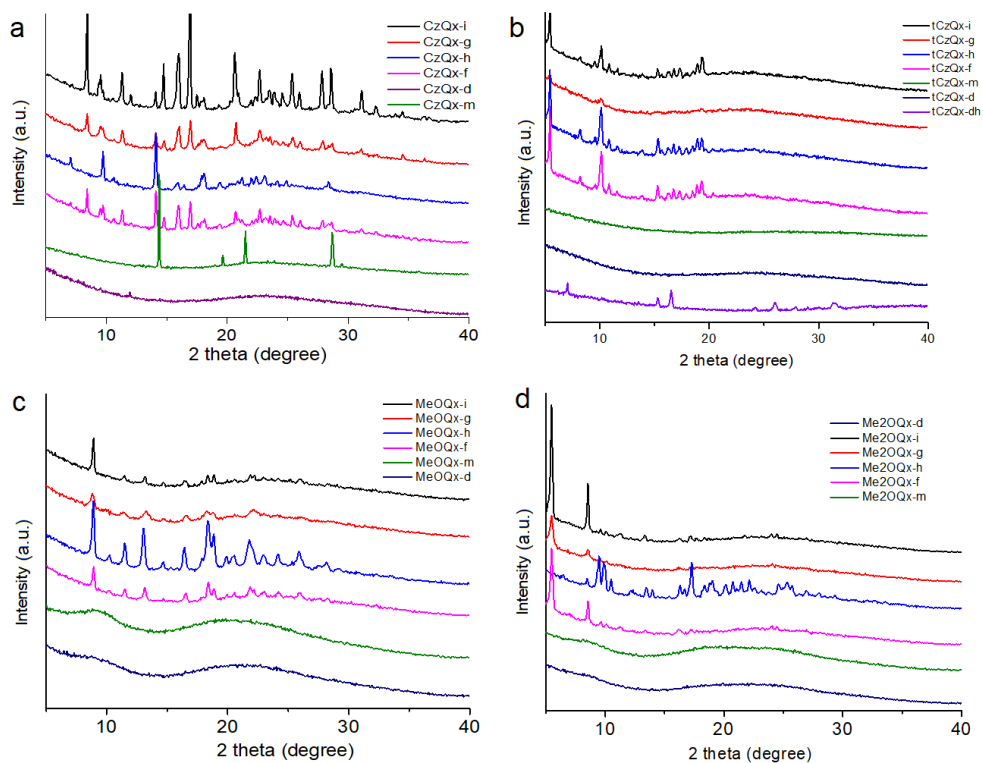 a
CzQx-i
CzQx-g
CzQx-h
CzQx-f
CzQx-m
CzQx-d
CzQx-m
Intensity (a.u.)
10 20 30 40
2 theta (degree)
b
tCzQx-i
tCzQx-g
tCzQx-h
tCzQx-f
tCzQx-m
tCzQx-d
tCzQx-dh
Intensity (a.u.)
10 20 30 40
2 theta (degree)
c
MeOQx-i
MeOQx-g
MeOQx-h
MeOQx-f
MeOQx-m
MeOQx-d
Intensity (a.u.)
10 20 30 40
2 theta (degree)
d
Me2OQx-d
Me2OQx-i
Me2OQx-g
Me2OQx-h
Me2OQx-f
Me2OQx-m
Intensity (a.u.)
10 20 30 40
2 theta (degree)